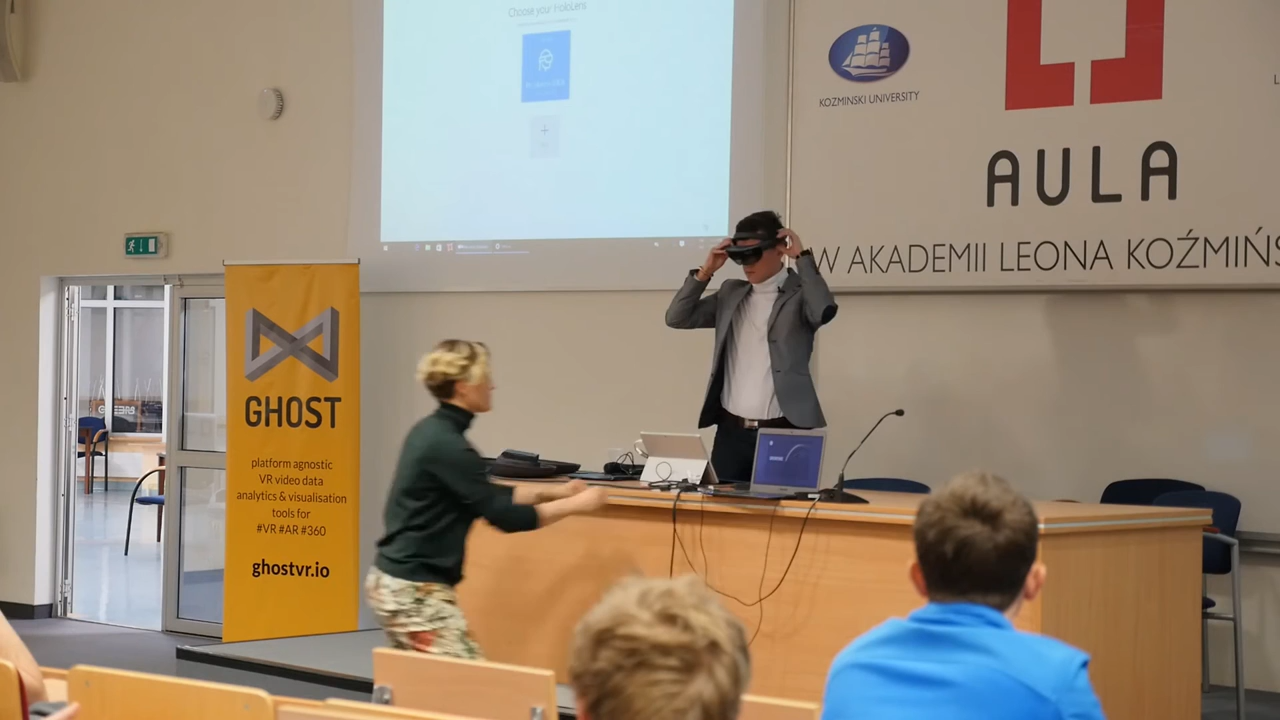 Choose your HoloLens
KOZMINSKI UNIVERSITY
AULA
W AKADEMII LEONA KOŹMIŃS
GHOST
platform agnostic
VR video data
analytics & visualisation
tools for
#VR #AR #360
ghostvr.io